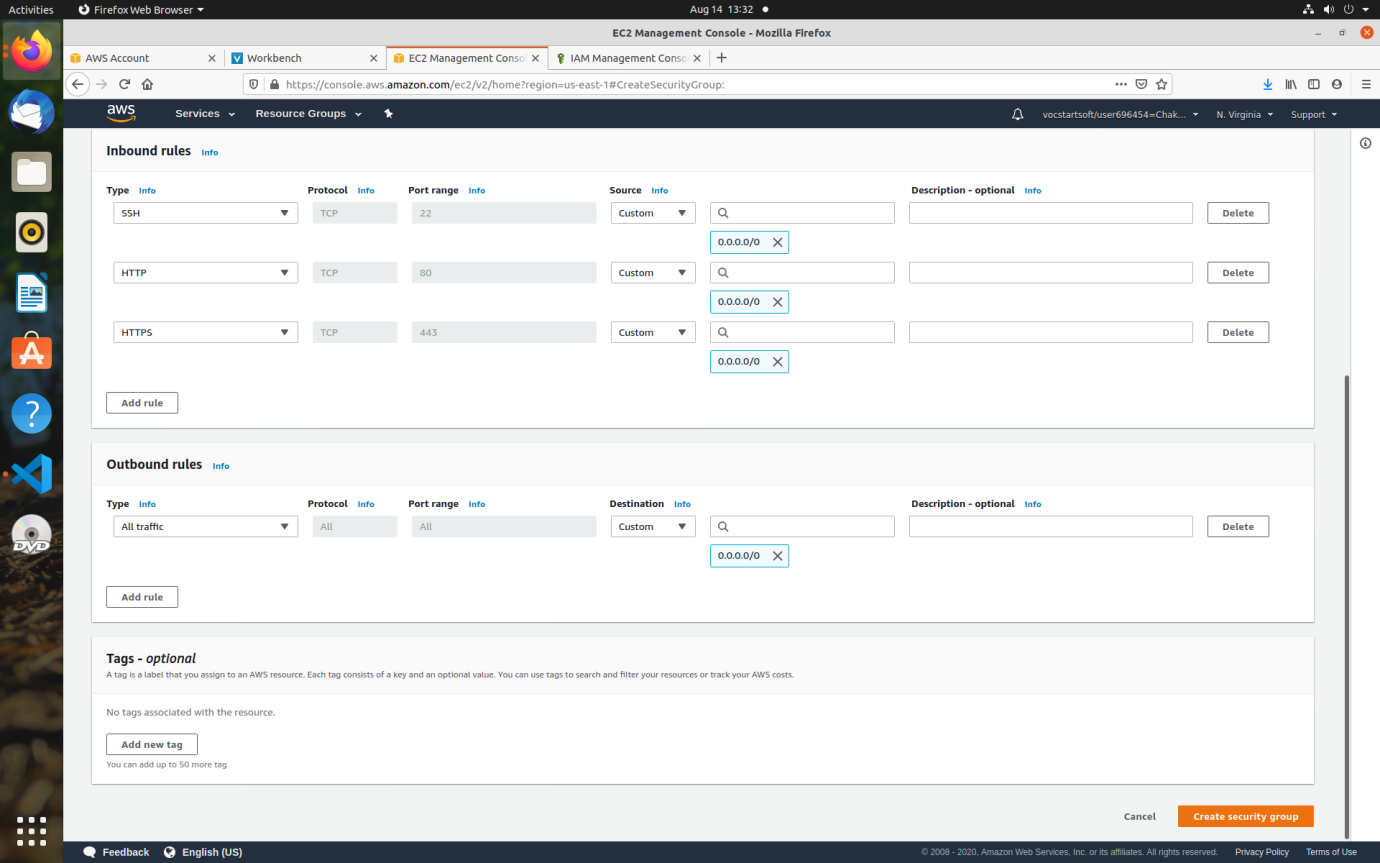 Activities Firefox Web Browser Aug 14 13:32
EC2 Management Console - Mozilla Firefox
AWS Account Workbench EC2 Management Conso IAM Management Conso
https://console.aws.amazon.com/ec2/v2/home?region=us-east-1#CreateSecurityGroup:
aws Services Resource Groups vocstartsoft/user696454=Chak... N. Virginia Support
Inbound rules Info
Type Info Protocol Info Port range Info Source Info Description - optional Info
SSH TCP 22 Custom Delete
0.0.0.0/0
HTTP TCP 80 Custom Delete
0.0.0.0/0
HTTPS TCP 443 Custom Delete
0.0.0.0/0
Add rule
Outbound rules Info
Type Info Protocol Info Port range Info Destination Info Description - optional Info
All traffic All All Custom Delete
0.0.0.0/0
Add rule
Tags - optional
A tag is a label that you assign to an AWS resource. Each tag consists of a key and an optional value. You can use tags to search and filter your resources or track your AWS costs.
No tags associated with the resource.
Add new tag
You can add up to 50 more tag
Cancel Create security group
DVD
Feedback English (US) © 2008 - 2020, Amazon Web Services, Inc. or its affiliates. All rights reserved. Privacy Policy Terms of Use